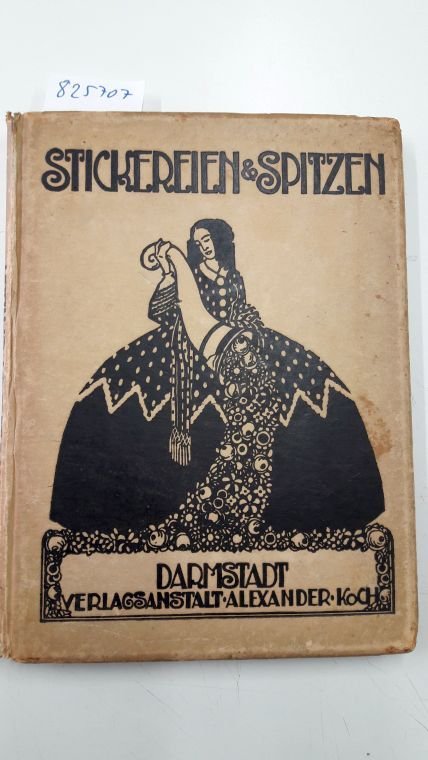 825707
STICKEREIEN & SPITZEN
DARMSTADT
VERLAGSANSTALT · ALEXANDER · KOCH